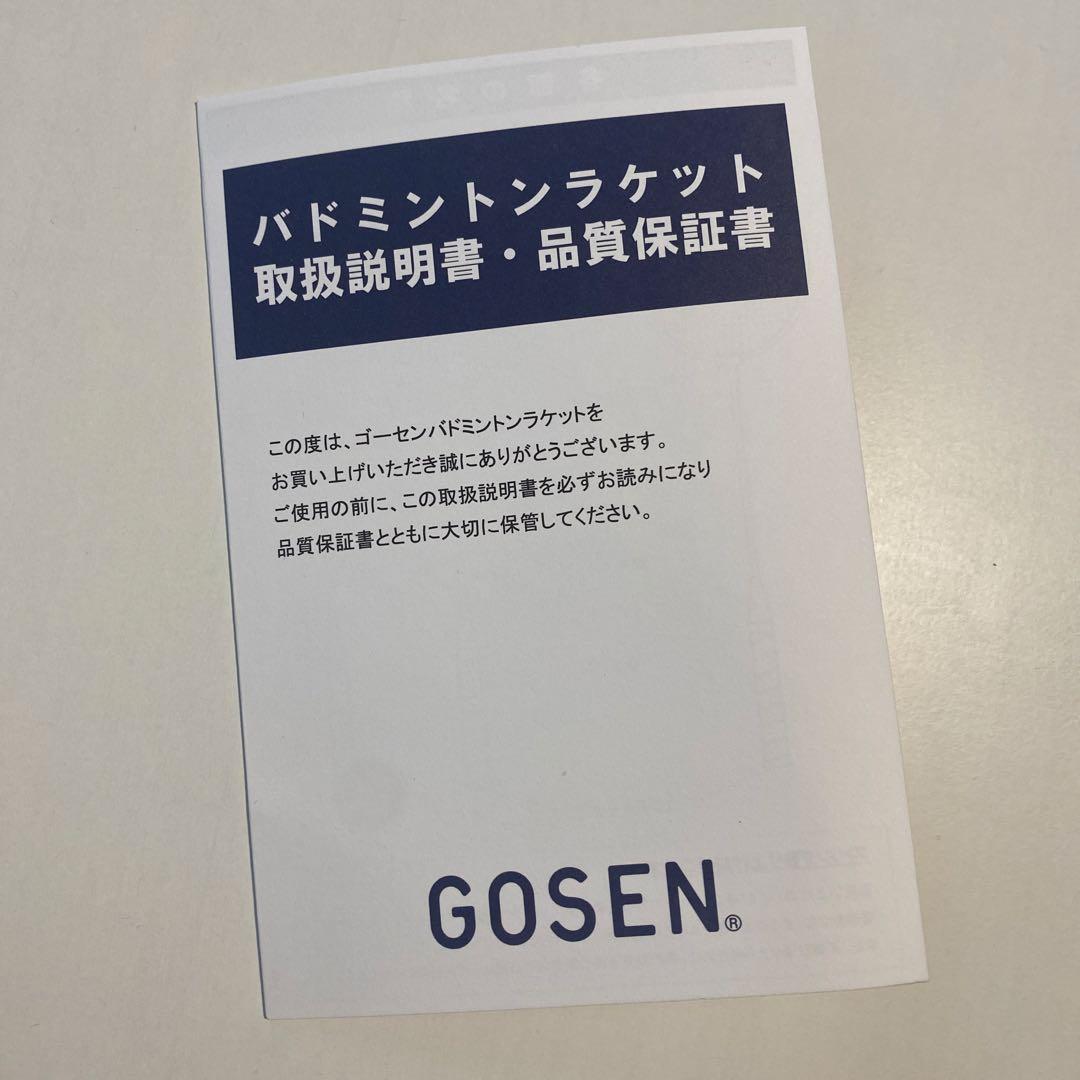 バドミントンラケット
取扱説明書・品質保証書
この度は、ゴーセンバドミントンラケットを
お買い上げいただき誠にありがとうございます。
ご使用の前に、この取扱説明書を必ずお読みになり
品質保証書とともに大切に保管してください。
GOSEN®